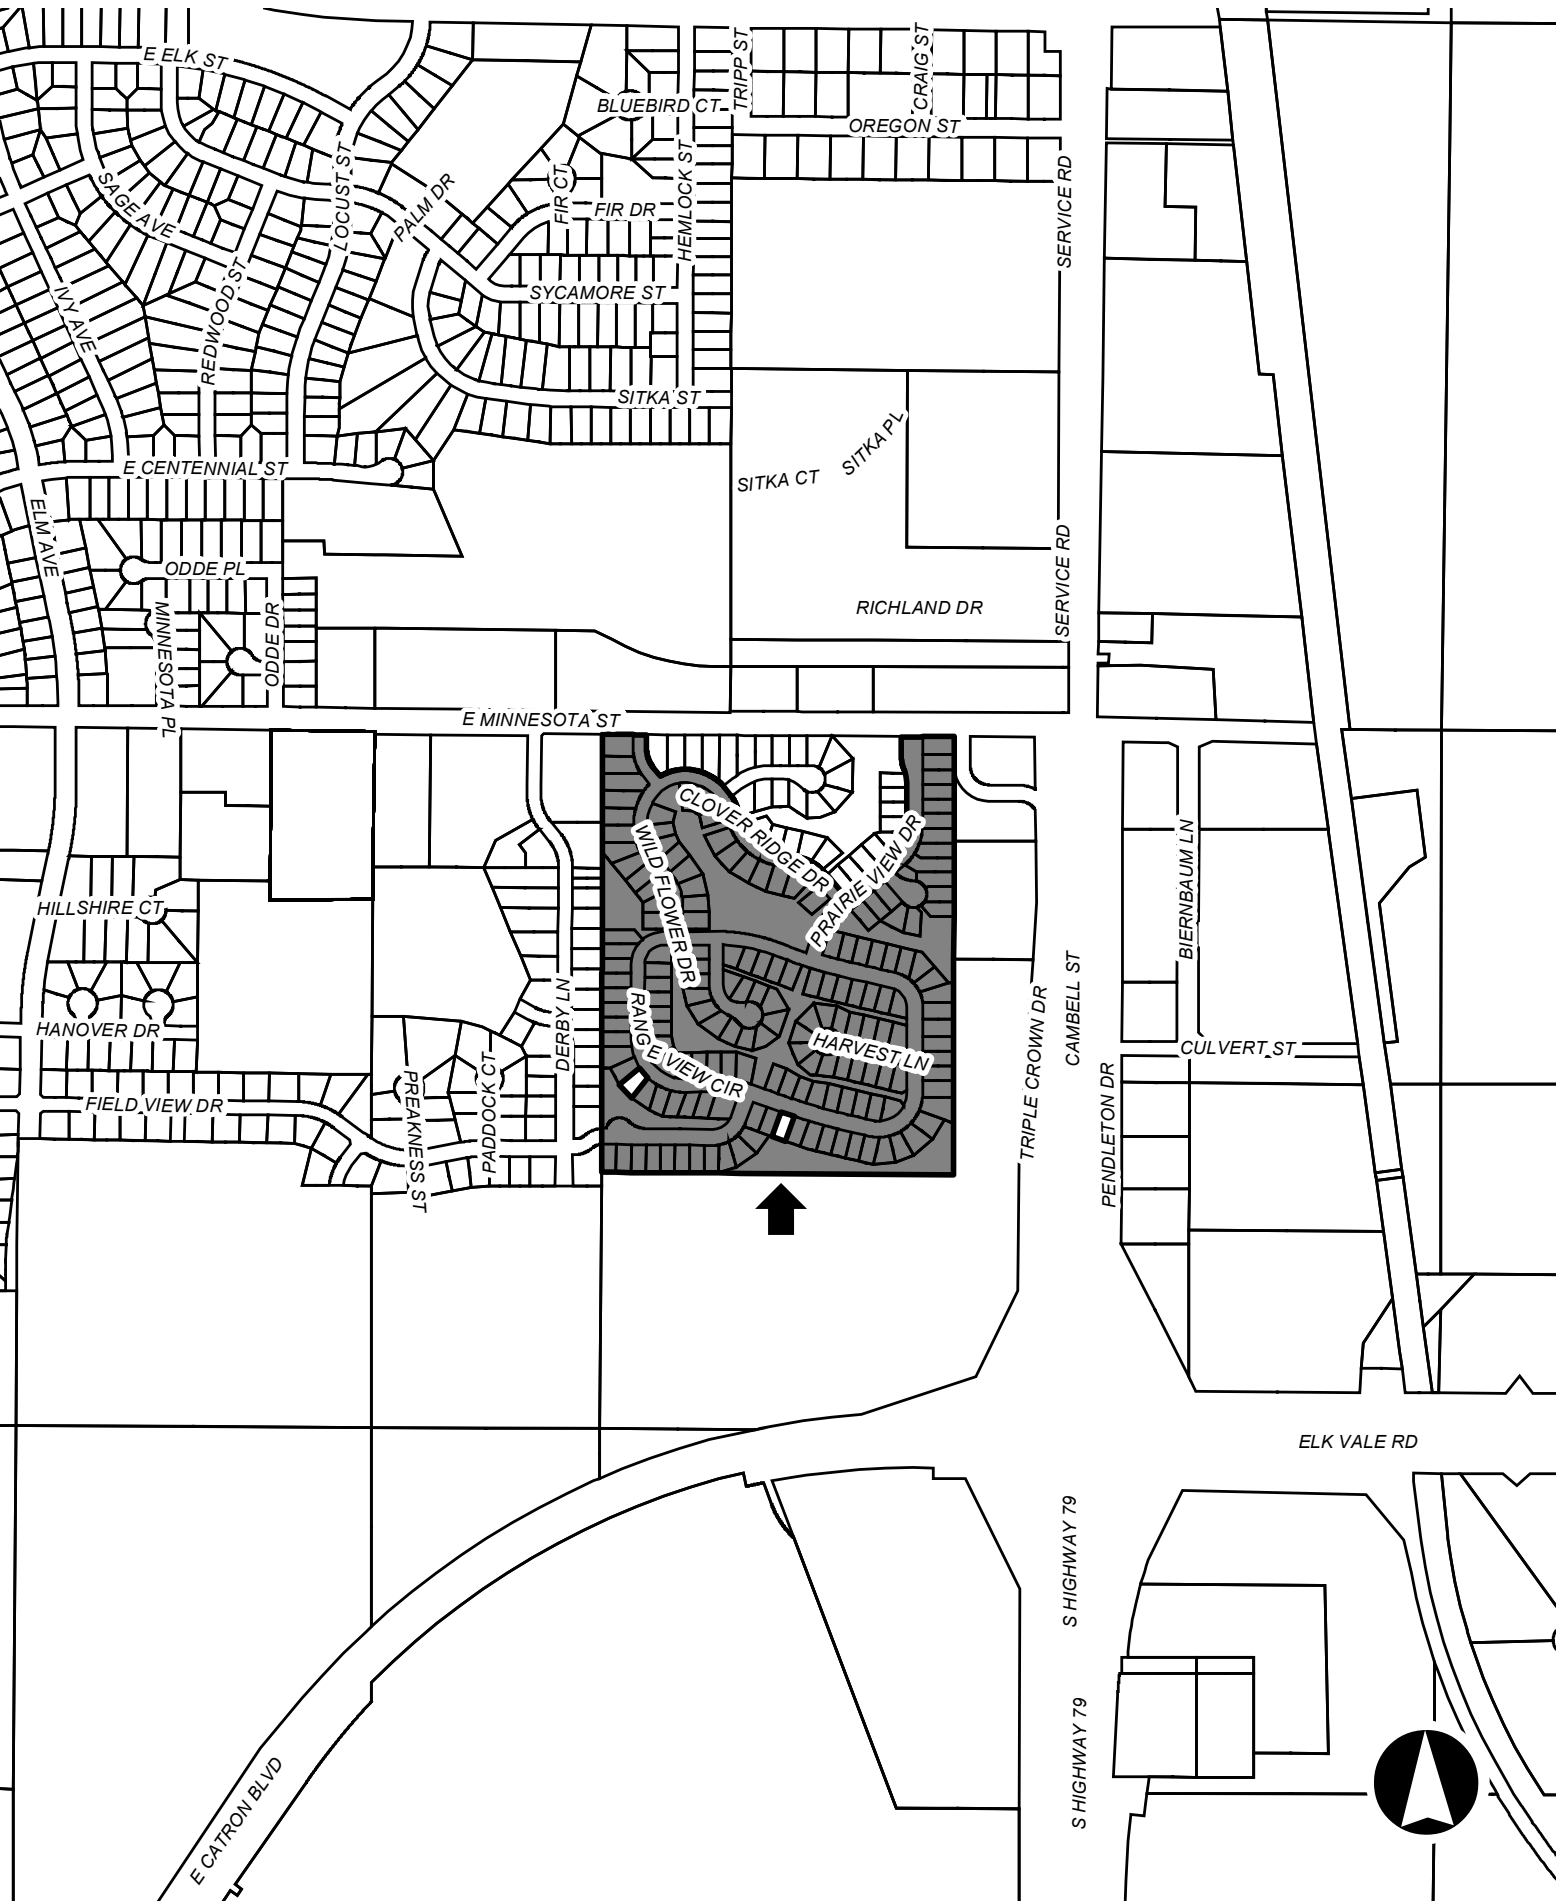 E ELK ST
TRIPP ST
CRAIG ST
BLUEBIRD CT
OREGON ST
SAGE AVE
LOCUST ST
PALM DR
FIR CT
FIR DR
HEMLOCK ST
SERVICE RD
IVY AVE
REDWOOD ST
SYCAMORE ST
SITKA ST
SITKA PL
SITKA CT
E CENTENNIAL ST
ELM AVE
ODDE PL
SERVICE RD
MINNESOTA PL
ODDE DR
RICHLAND DR
E MINNESOTA ST
CLOVER RIDGE DR
WILD FLOWER DR
PRAIRIE VIEW DR
BIERNBAUM LN
HILLSHIRE CT
HANOVER DR
DERBY LN
RANGE VIEW CIR
HARVEST LN
TRIPLE CROWN DR
CAMBELL ST
CULVERT ST
FIELD VIEW DR
PREAKNESS ST
PADDOCK CT
PENDLETON DR
ELK VALE RD
S HIGHWAY 79
S HIGHWAY 79
E CATRON BLVD